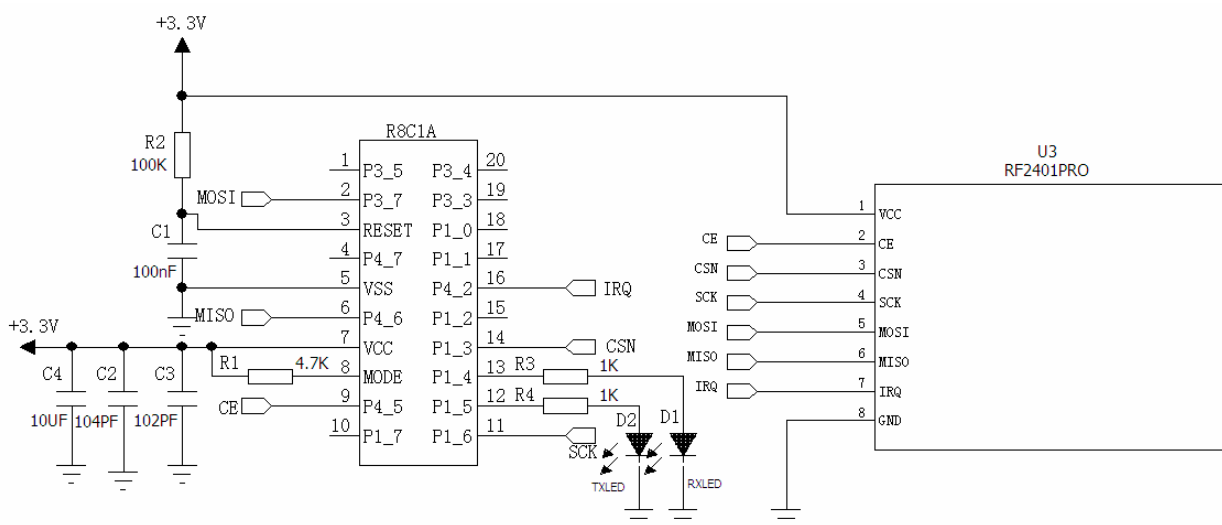 +3.3V
R2
100K
C1
100nF
R8C1A
MOSI
MISO
+3.3V
C4
C2
C3
10UF
104PF
102PF
R1
4.7K
CE
1 P3_5
2 P3_7
3 RESET
4 P4_7
5 VSS
6 P4_6
7 VCC
8 MODE
9 P4_5
10 P1_7
P3_4 20
P3_3 19
P1_0 18
P1_1 17
P4_2 16
P1_2 15
P1_3 14
P1_4 13
P1_5 12
P1_6 11
IRQ
CSN
R3
1K
R4
1K
D2
D1
SCK
TXLED
RXLED
U3
RF2401PRO
1 VCC
CE 2 CE
CSN 3 CSN
SCK 4 SCK
MOSI 5 MOSI
MISO 6 MISO
IRQ 7 IRQ
8 GND